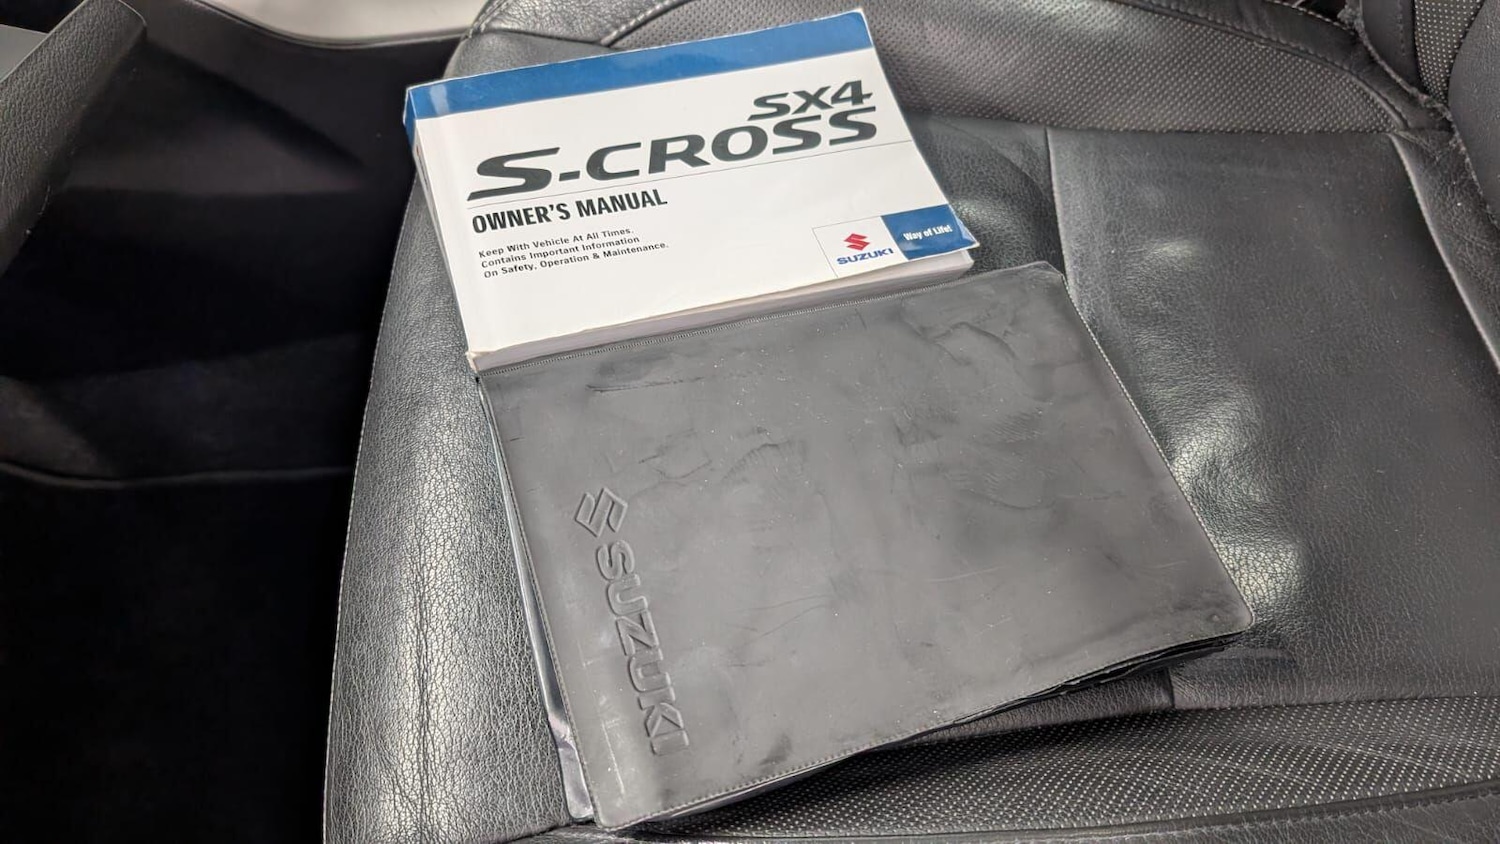 SX4
S-CROSS
OWNER'S MANUAL
Keep With Vehicle At All Times.
Contains Important Information
On Safety, Operation & Maintenance.
SUZUKI
Way of Life!
SUZUKI